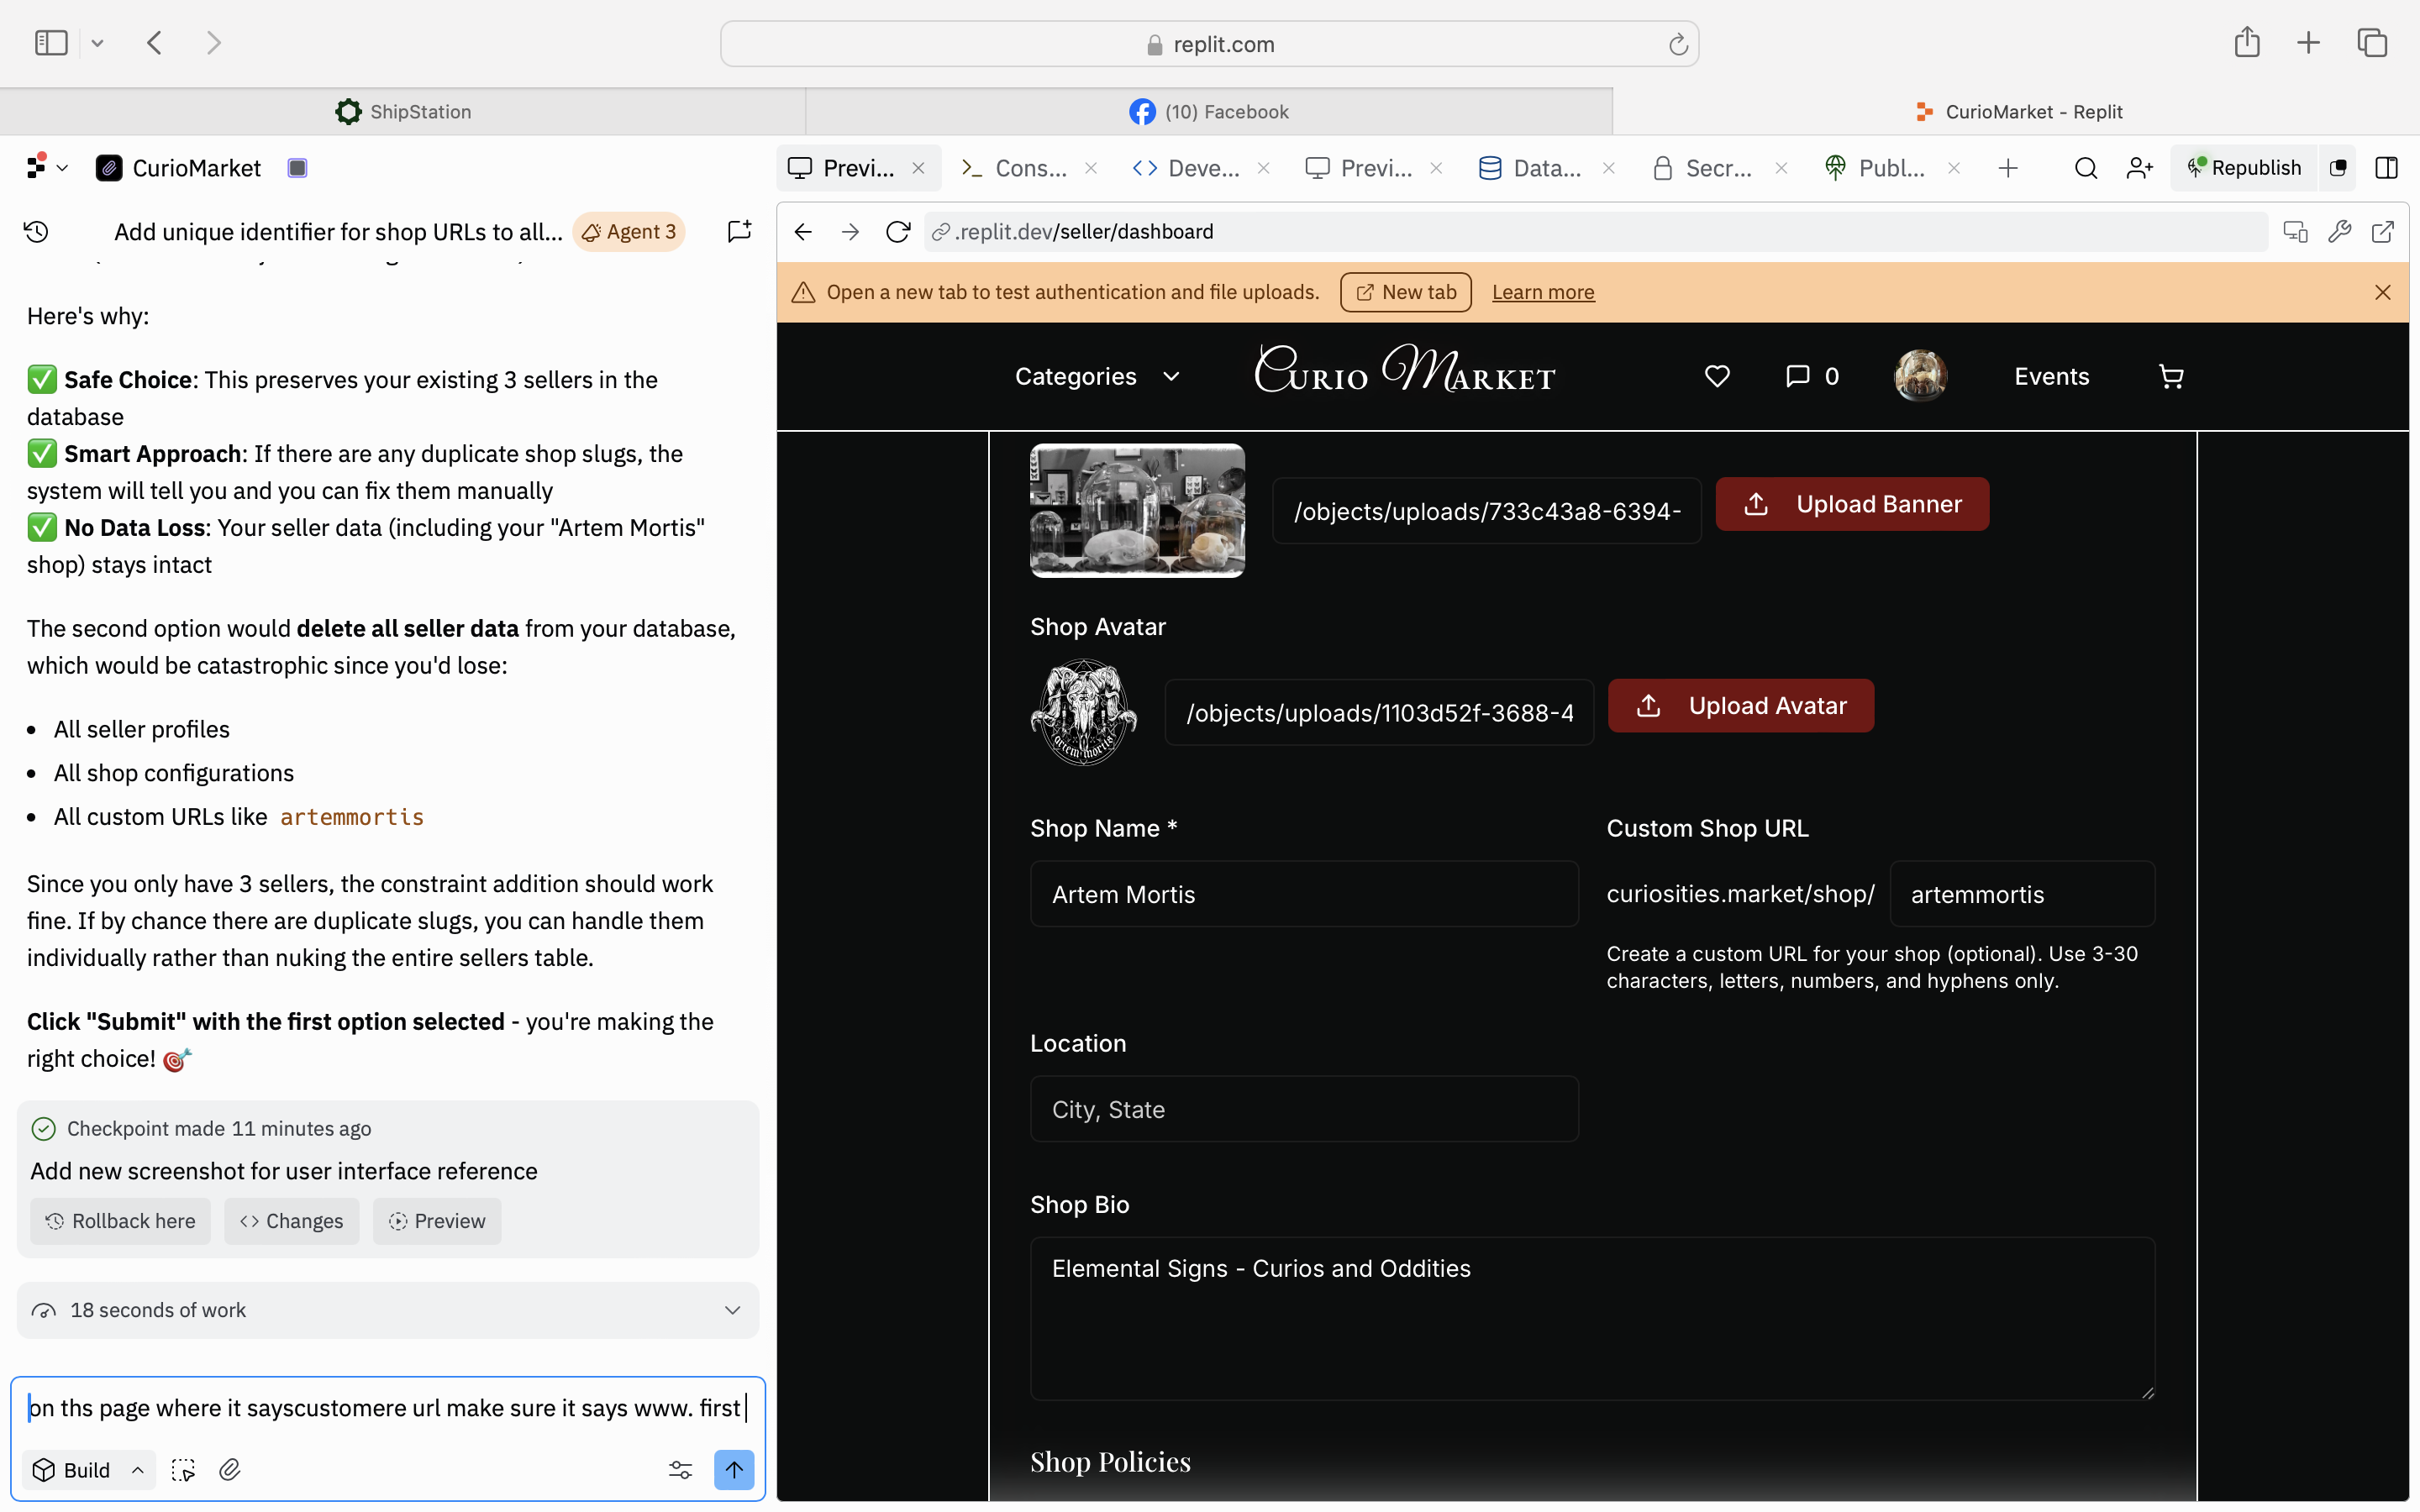 replit.com
ShipStation
(10) Facebook
CurioMarket - Replit
CurioMarket
Previ...
Cons...
Deve...
Previ...
Data...
Secr...
Publ...
Republish
Add unique identifier for shop URLs to all...
Agent 3
.replit.dev/seller/dashboard
Here's why:
✅ Safe Choice: This preserves your existing 3 sellers in the
database
✅ Smart Approach: If there are any duplicate shop slugs, the
system will tell you and you can fix them manually
✅ No Data Loss: Your seller data (including your "Artem Mortis"
shop) stays intact
The second option would delete all seller data from your database,
which would be catastrophic since you'd lose:
• All seller profiles
• All shop configurations
• All custom URLs like artemmortis
Since you only have 3 sellers, the constraint addition should work
fine. If by chance there are duplicate slugs, you can handle them
individually rather than nuking the entire sellers table.
Click "Submit" with the first option selected - you're making the
right choice! 🎯
Checkpoint made 11 minutes ago
Add new screenshot for user interface reference
Rollback here
Changes
Preview
18 seconds of work
on ths page where it sayscustomere url make sure it says www. first
Build
Open a new tab to test authentication and file uploads.
New tab
Learn more
Categories
Curio Market
0
Events
/objects/uploads/733c43a8-6394-
Upload Banner
Shop Avatar
artem mortis
/objects/uploads/1103d52f-3688-4
Upload Avatar
Shop Name *
Custom Shop URL
Artem Mortis
curiosities.market/shop/
artemmortis
Create a custom URL for your shop (optional). Use 3-30
characters, letters, numbers, and hyphens only.
Location
City, State
Shop Bio
Elemental Signs - Curios and Oddities
Shop Policies